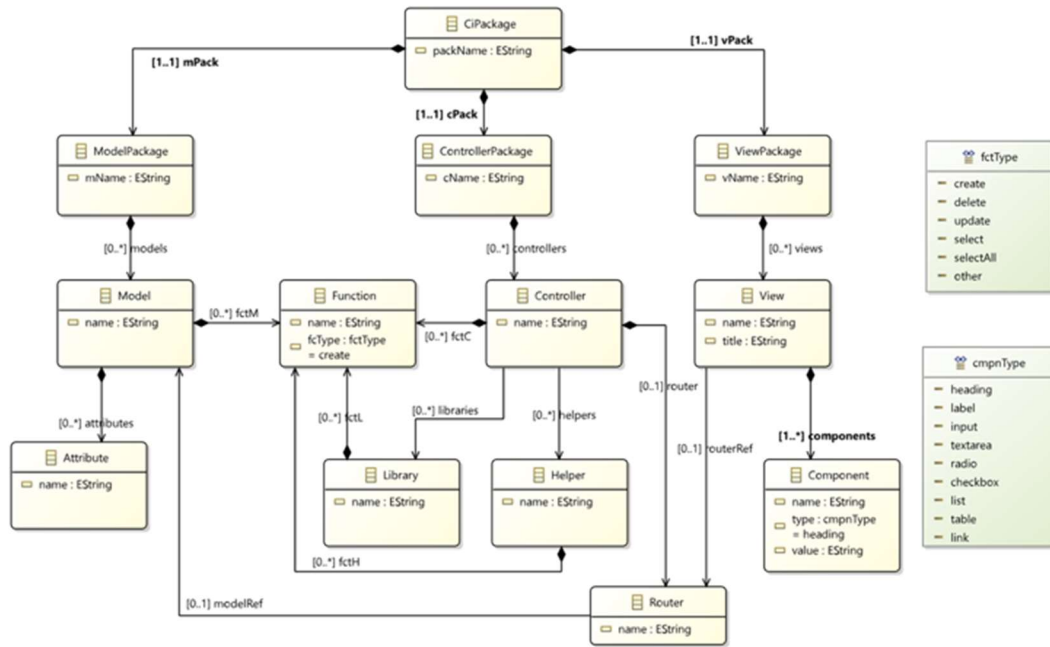 CiPackage
packName : EString
[1..1] mPack
[1..1] cPack
[1..1] vPack
ModelPackage
mName : EString
ControllerPackage
cName : EString
ViewPackage
vName : EString
fctType
create
delete
update
select
selectAll
other
[0..*] models
[0..*] controllers
[0..*] views
Model
name : EString
[0..*] fctM
Function
name : EString
fcType : fctType
= create
[0..*] fctC
Controller
name : EString
View
name : EString
title : EString
cmpnType
heading
label
input
textarea
radio
checkbox
list
table
link
[0..*] attributes
[0..*] fctL
[0..*] libraries
[0..*] helpers
[0..1] router
[0..1] routerRef
[1..*] components
Attribute
name : EString
Library
name : EString
Helper
name : EString
Component
name : EString
type : cmpnType
= heading
value : EString
[0..*] fctH
[0..1] modelRef
Router
name : EString